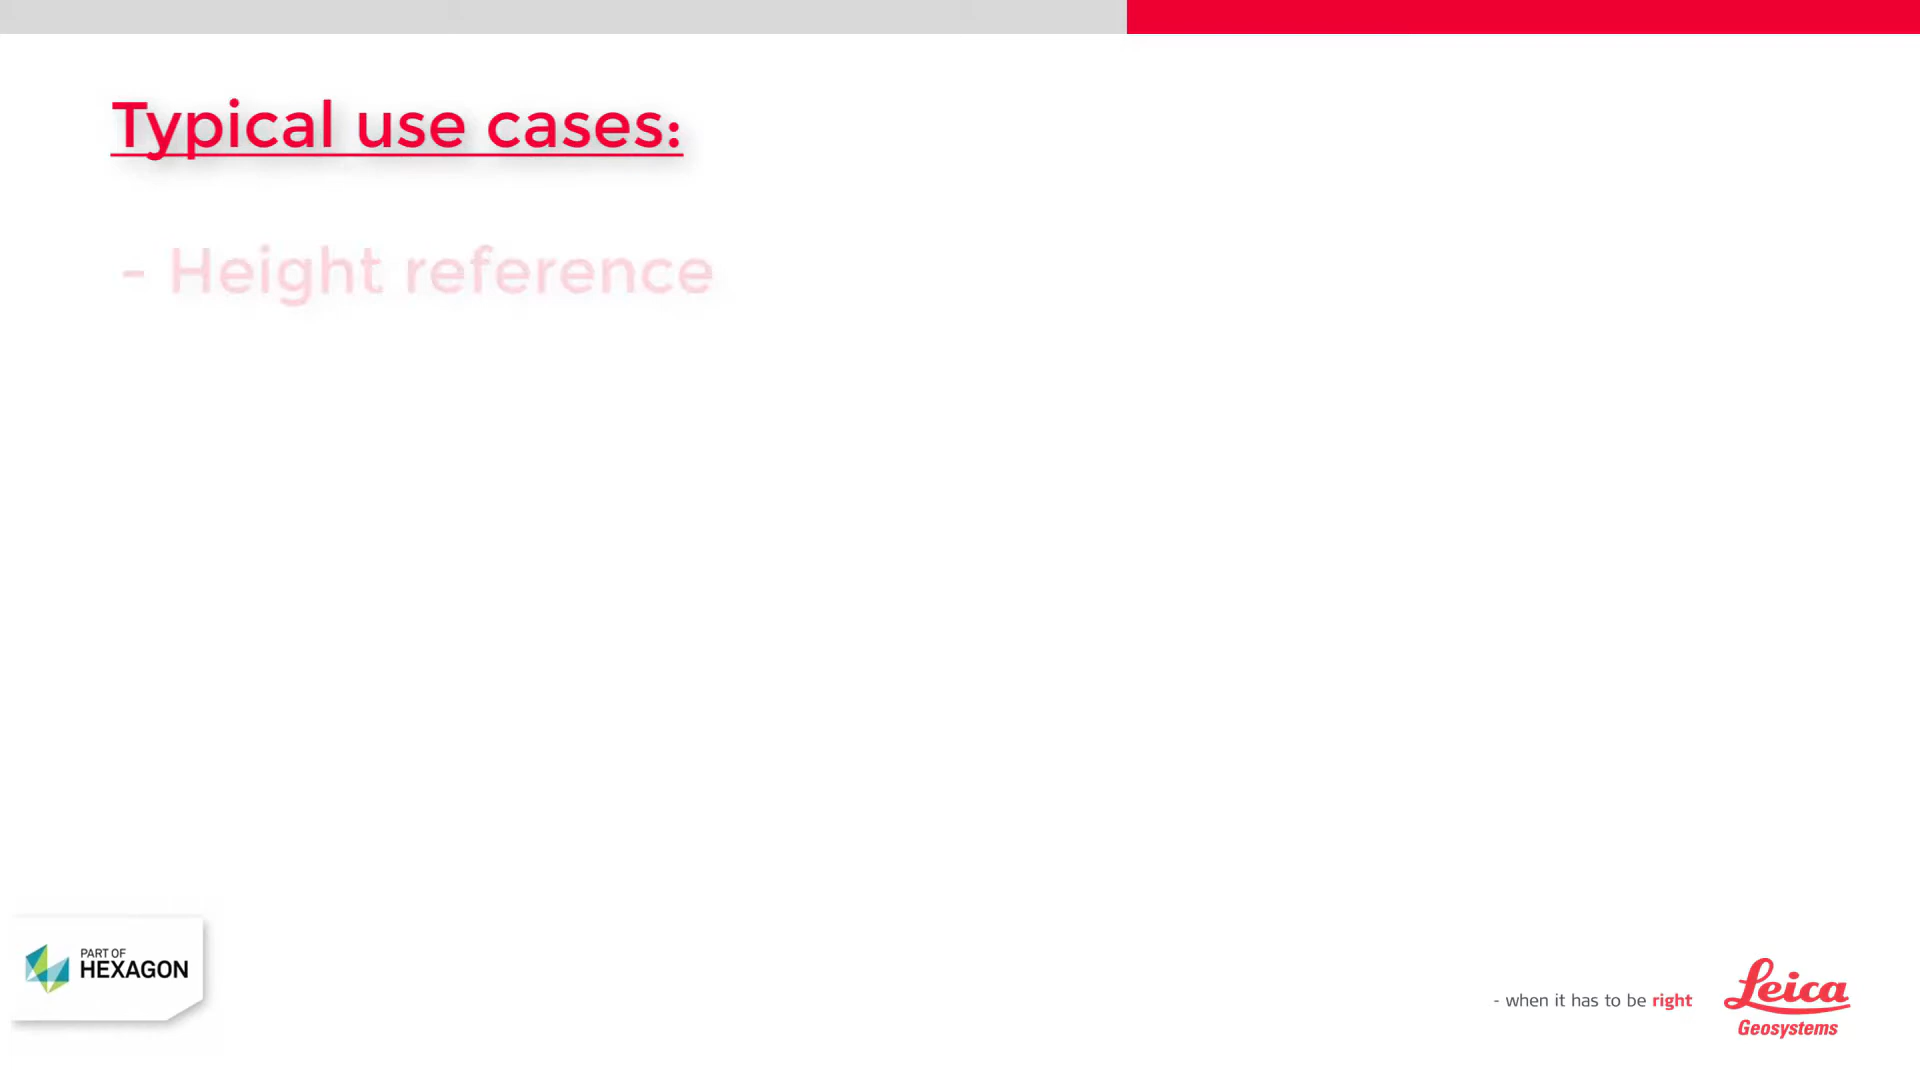 Typical use cases:
- Height reference
PART OF
HEXAGON
- when it has to be right
Leica
Geosystems